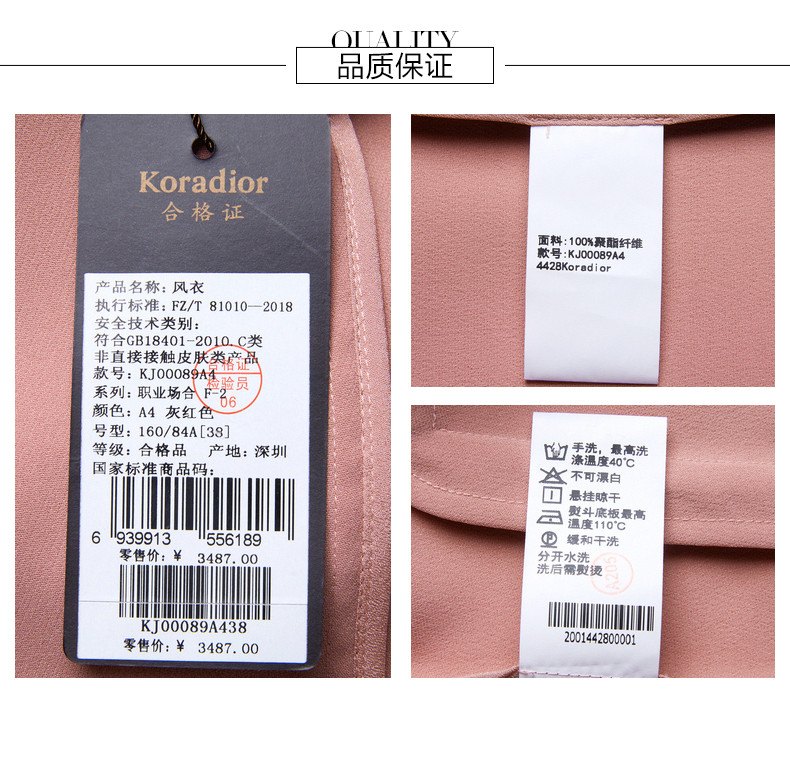 QUALITY
品质保证
Koradior
合格证
产品名称: 风衣
执行标准: FZ/T 81010—2018
安全技术类别:
符合GB18401-2010.C类
非直接接触皮肤类产品
款号: KJ00089A4
系列: 职业场合 F-2
颜色: A4 灰红色
号型: 160/84A[38]
等级: 合格品 产地: 深圳
国家标准商品码:
合格证
检验员
06
6 939913 556189
零售价: ¥ 3487.00
KJ00089A438
零售价: ¥ 3487.00
面料: 100%聚酯纤维
款号: KJ00089A4
4428Koradior
手洗，最高洗
涤温度40℃
不可漂白
悬挂晾干
熨斗底板最高
温度110℃
P 缓和干洗
分开水洗
洗后需熨烫
A205
2001442800001